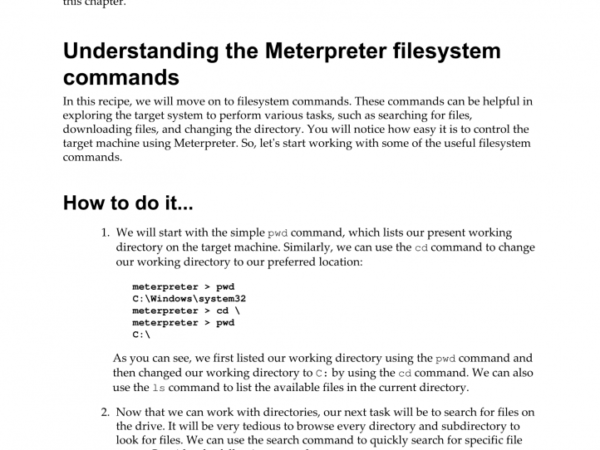 this chapter.
Understanding the Meterpreter filesystem
commands
In this recipe, we will move on to filesystem commands. These commands can be helpful in
exploring the target system to perform various tasks, such as searching for files,
downloading files, and changing the directory. You will notice how easy it is to control the
target machine using Meterpreter. So, let's start working with some of the useful filesystem
commands.
How to do it...
1. We will start with the simple pwd command, which lists our present working
directory on the target machine. Similarly, we can use the cd command to change
our working directory to our preferred location:
meterpreter > pwd
C:\Windows\system32
meterpreter > cd \
meterpreter > pwd
C:\
As you can see, we first listed our working directory using the pwd command and
then changed our working directory to C: by using the cd command. We can also
use the ls command to list the available files in the current directory.
2. Now that we can work with directories, our next task will be to search for files on
the drive. It will be very tedious to browse every directory and subdirectory to
look for files. We can use the search command to quickly search for specific file